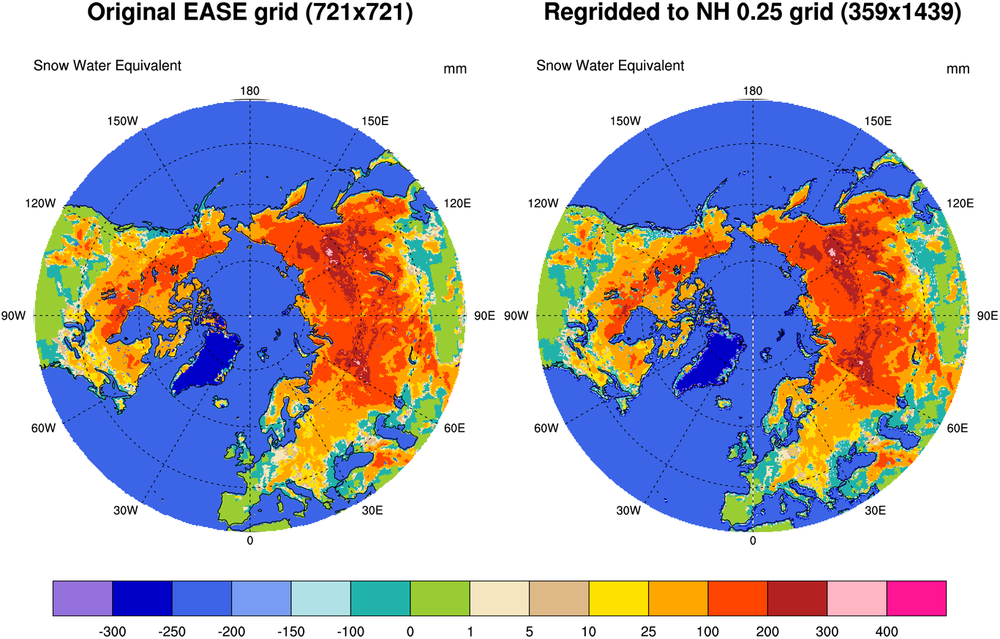 Original EASE grid (721x721)
Regridded to NH 0.25 grid (359x1439)
Snow Water Equivalent
mm
Snow Water Equivalent
mm
180
150W
150E
120W
120E
90W
90E
60W
60E
30W
30E
0
180
150W
150E
120W
120E
90W
90E
60W
60E
30W
30E
0
-300 -250 -200 -150 -100 0 1 5 10 25 100 200 300 400